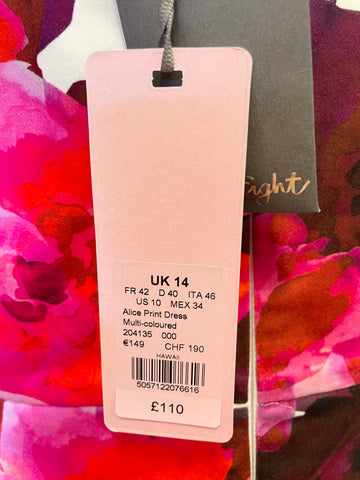 Eight
UK 14
FR 42 D 40 ITA 46
US 10 MEX 34
Alice Print Dress
Multi-coloured
204135 000
€149 CHF 190
HAWAII
5057122076616
£110